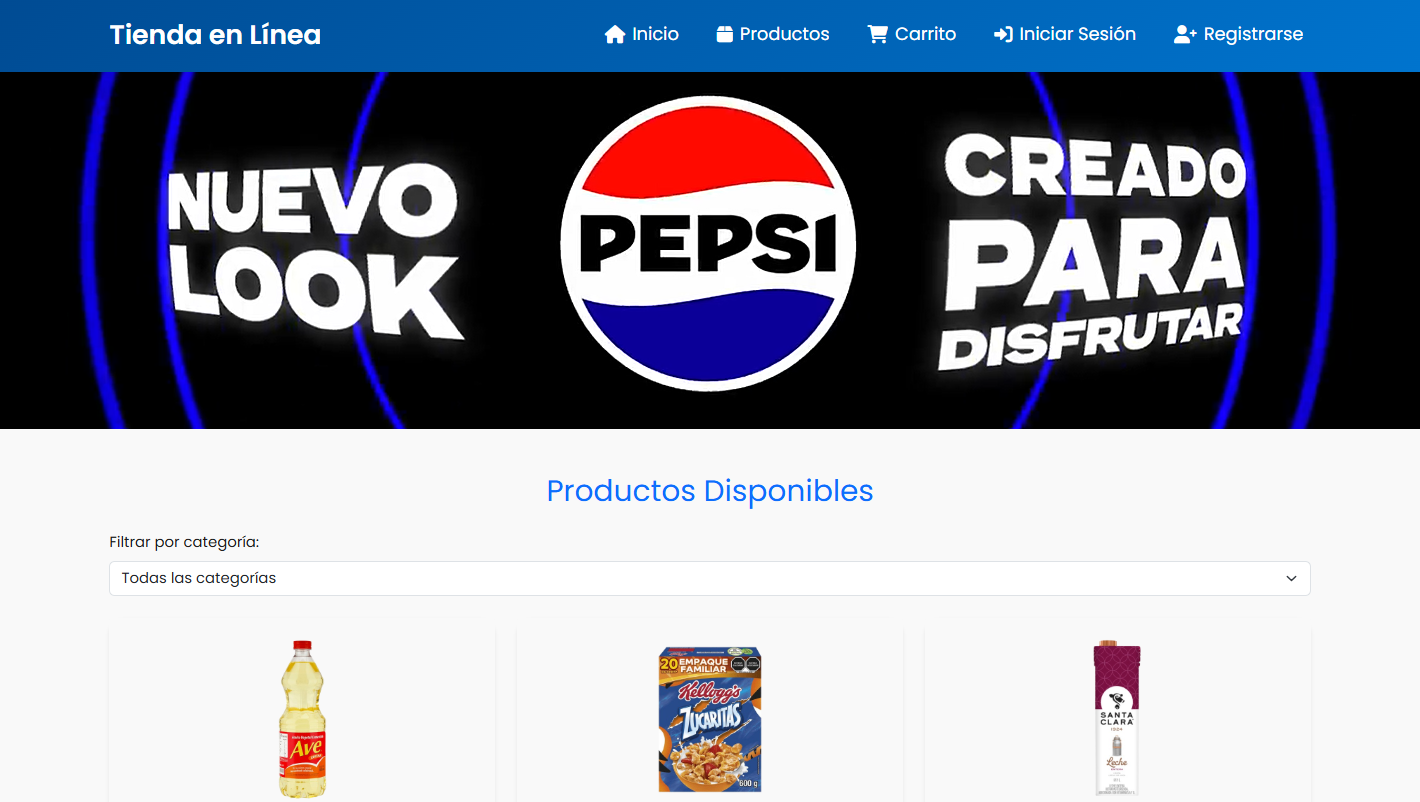 Tienda en Línea
Inicio
Productos
Carrito
Iniciar Sesión
Registrarse
NUEVO
LOOK
PEPSI
CREADO
PARA
DISFRUTAR
Productos Disponibles
Filtrar por categoría:
Todas las categorías
Ave
20 EMPAQUE
FAMILIAR
Kellogg's
ZUCARITAS
600 g
SANTA
CLARA
Leche